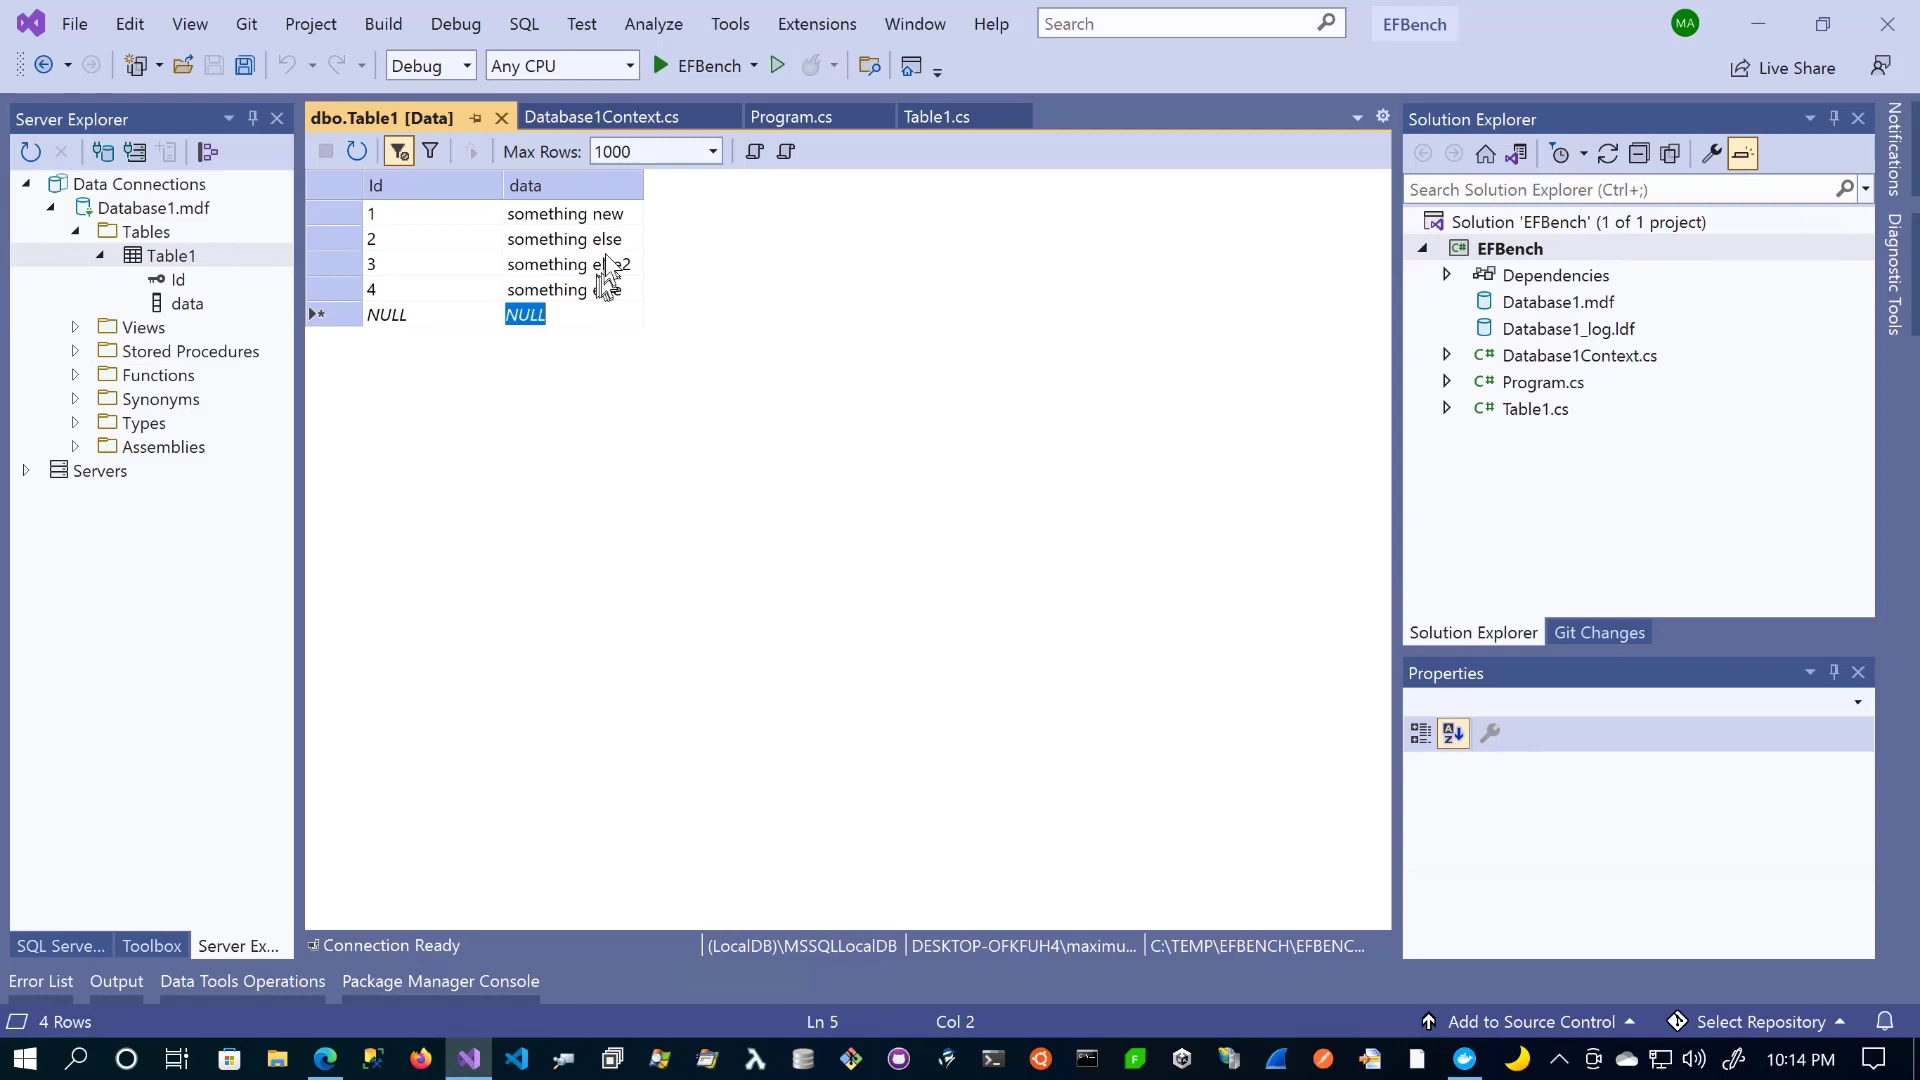 File Edit View Git Project Build Debug SQL Test Analyze Tools Extensions Window Help Search EFBench MA
Debug Any CPU EFBench Live Share
Server Explorer
Data Connections
Database1.mdf
Tables
Table1
Id
data
Views
Stored Procedures
Functions
Synonyms
Types
Assemblies
Servers
SQL Serve... Toolbox Server Ex...
dbo.Table1 [Data] Database1Context.cs Program.cs Table1.cs
Max Rows: 1000
Id data
1 something new
2 something else
3 something else2
4 something else
NULL NULL
Connection Ready (LocalDB)\MSSQLLocalDB DESKTOP-OFKFUH4\maximu... C:\TEMP\EFBENCH\EFBENC...
Solution Explorer
Search Solution Explorer (Ctrl+;)
Solution 'EFBench' (1 of 1 project)
C# EFBench
Dependencies
Database1.mdf
Database1_log.ldf
C# Database1Context.cs
C# Program.cs
C# Table1.cs
Solution Explorer Git Changes
Properties
Notifications
Diagnostic Tools
Error List Output Data Tools Operations Package Manager Console
4 Rows Ln 5 Col 2 Add to Source Control Select Repository
10:14 PM